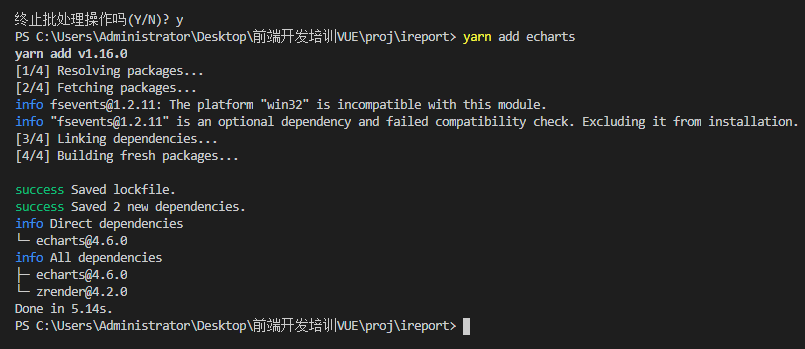 终止批处理操作吗(Y/N)? y
PS C:\Users\Administrator\Desktop\前端开发培训VUE\proj\ireport> yarn add echarts
yarn add v1.16.0
[1/4] Resolving packages...
[2/4] Fetching packages...
info fsevents@1.2.11: The platform "win32" is incompatible with this module.
info "fsevents@1.2.11" is an optional dependency and failed compatibility check. Excluding it from installation.
[3/4] Linking dependencies...
[4/4] Building fresh packages...
success Saved lockfile.
success Saved 2 new dependencies.
info Direct dependencies
└─ echarts@4.6.0
info All dependencies
├─ echarts@4.6.0
└─ zrender@4.2.0
Done in 5.14s.
PS C:\Users\Administrator\Desktop\前端开发培训VUE\proj\ireport>